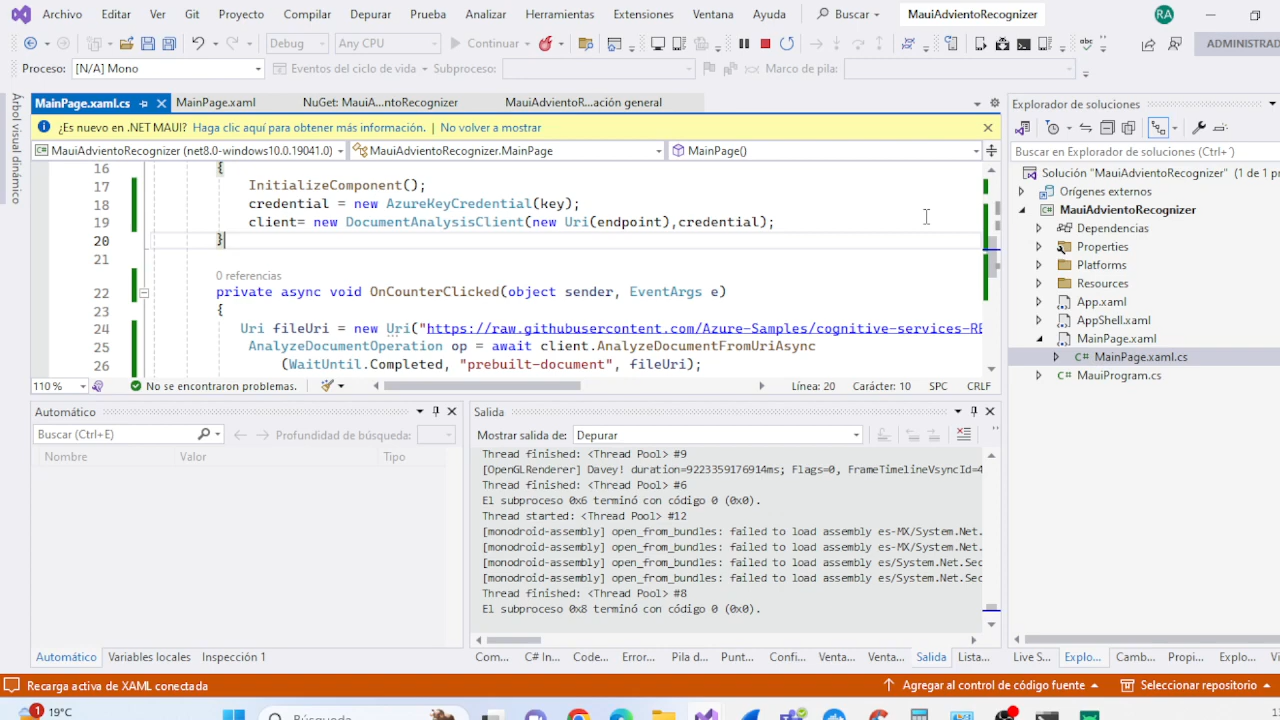 Archivo Editar Ver Git Proyecto Compilar Depurar Prueba Analizar Herramientas Extensiones Ventana Ayuda Buscar MauiAdvientoRecognizer RA
Debug Any CPU Continuar ADMINISTRAD
Proceso: [N/A] Mono Eventos del ciclo de vida Subproceso: Marco de pila:
Árbol visual dinámico
MainPage.xaml.cs MainPage.xaml NuGet: MauiA...ntoRecognizer MauiAdvientoR...ación general
¿Es nuevo en .NET MAUI? Haga clic aquí para obtener más información. No volver a mostrar
MauiAdvientoRecognizer (net8.0-windows10.0.19041.0) MauiAdvientoRecognizer.MainPage MainPage()
16 {
17 InitializeComponent();
18 credential = new AzureKeyCredential(key);
19 client= new DocumentAnalysisClient(new Uri(endpoint),credential);
20 }
21
0 referencias
22 private async void OnCounterClicked(object sender, EventArgs e)
23 {
24 Uri fileUri = new Uri("https://raw.githubusercontent.com/Azure-Samples/cognitive-services-RE
25 AnalyzeDocumentOperation op = await client.AnalyzeDocumentFromUriAsync
26 (WaitUntil.Completed, "prebuilt-document", fileUri);
110 % No se encontraron problemas. Línea: 20 Carácter: 10 SPC CRLF
Automático
Buscar (Ctrl+E) Profundidad de búsqueda:
Nombre Valor Tipo
Automático Variables locales Inspección 1
Salida
Mostrar salida de: Depurar
Thread finished: <Thread Pool> #9
[OpenGLRenderer] Davey! duration=9223359176914ms; Flags=0, FrameTimelineVsyncId=4
Thread finished: <Thread Pool> #6
El subproceso 0x6 terminó con código 0 (0x0).
Thread started: <Thread Pool> #12
[monodroid-assembly] open_from_bundles: failed to load assembly es-MX/System.Net.
[monodroid-assembly] open_from_bundles: failed to load assembly es-MX/System.Net.
[monodroid-assembly] open_from_bundles: failed to load assembly es/System.Net.Sec
[monodroid-assembly] open_from_bundles: failed to load assembly es/System.Net.Sec
Thread finished: <Thread Pool> #8
El subproceso 0x8 terminó con código 0 (0x0).
Com... C# In... Code... Error... Pila d... Punt... Confi... Venta... Venta... Salida Lista...
Explorador de soluciones
Buscar en Explorador de soluciones (Ctrl+´)
Solución "MauiAdvientoRecognizer" (1 de 1 pr
Orígenes externos
MauiAdvientoRecognizer
Dependencias
Properties
Platforms
Resources
App.xaml
AppShell.xaml
MainPage.xaml
MainPage.xaml.cs
MauiProgram.cs
Live S... Explo... Camb... Propi... Explo...
Recarga activa de XAML conectada Agregar al control de código fuente Seleccionar repositorio
1 19°C Búsqueda